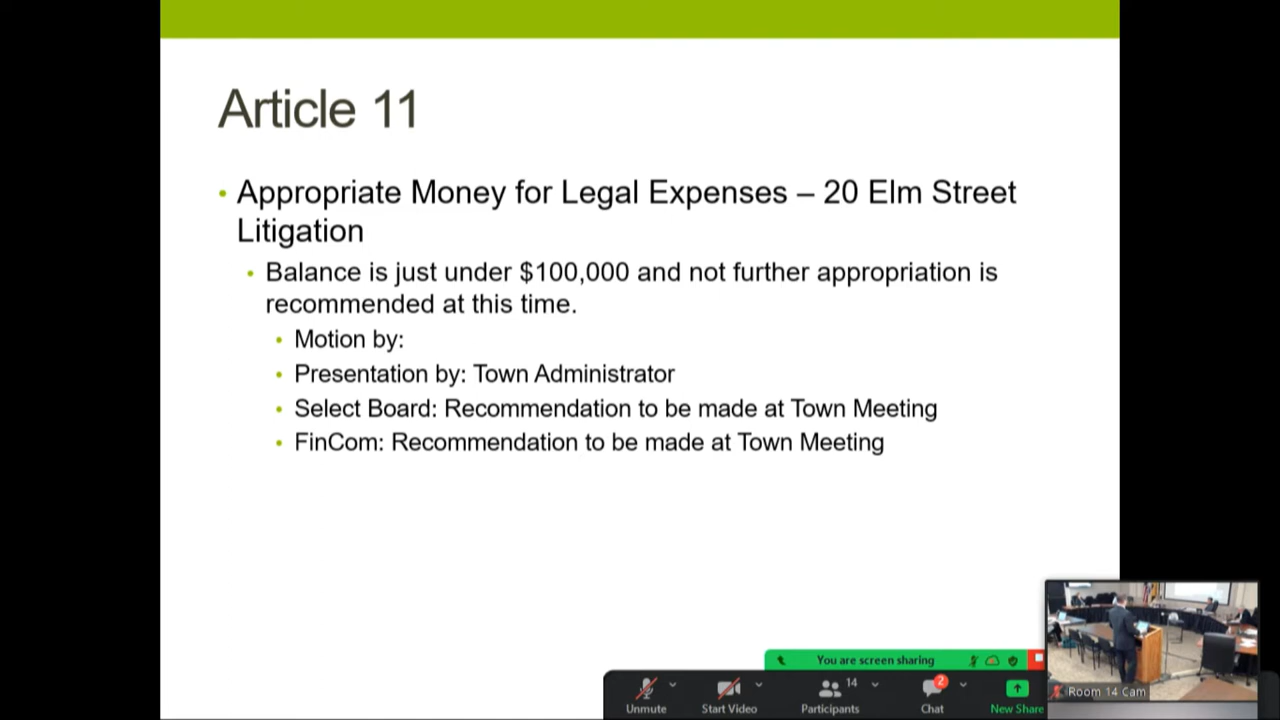 Article 11
• Appropriate Money for Legal Expenses – 20 Elm Street
Litigation
• Balance is just under $100,000 and not further appropriation is
recommended at this time.
• Motion by:
• Presentation by: Town Administrator
• Select Board: Recommendation to be made at Town Meeting
• FinCom: Recommendation to be made at Town Meeting
You are screen sharing
14
2
Unmute
Start Video
Participants
Chat
New Share
Room 14 Cam